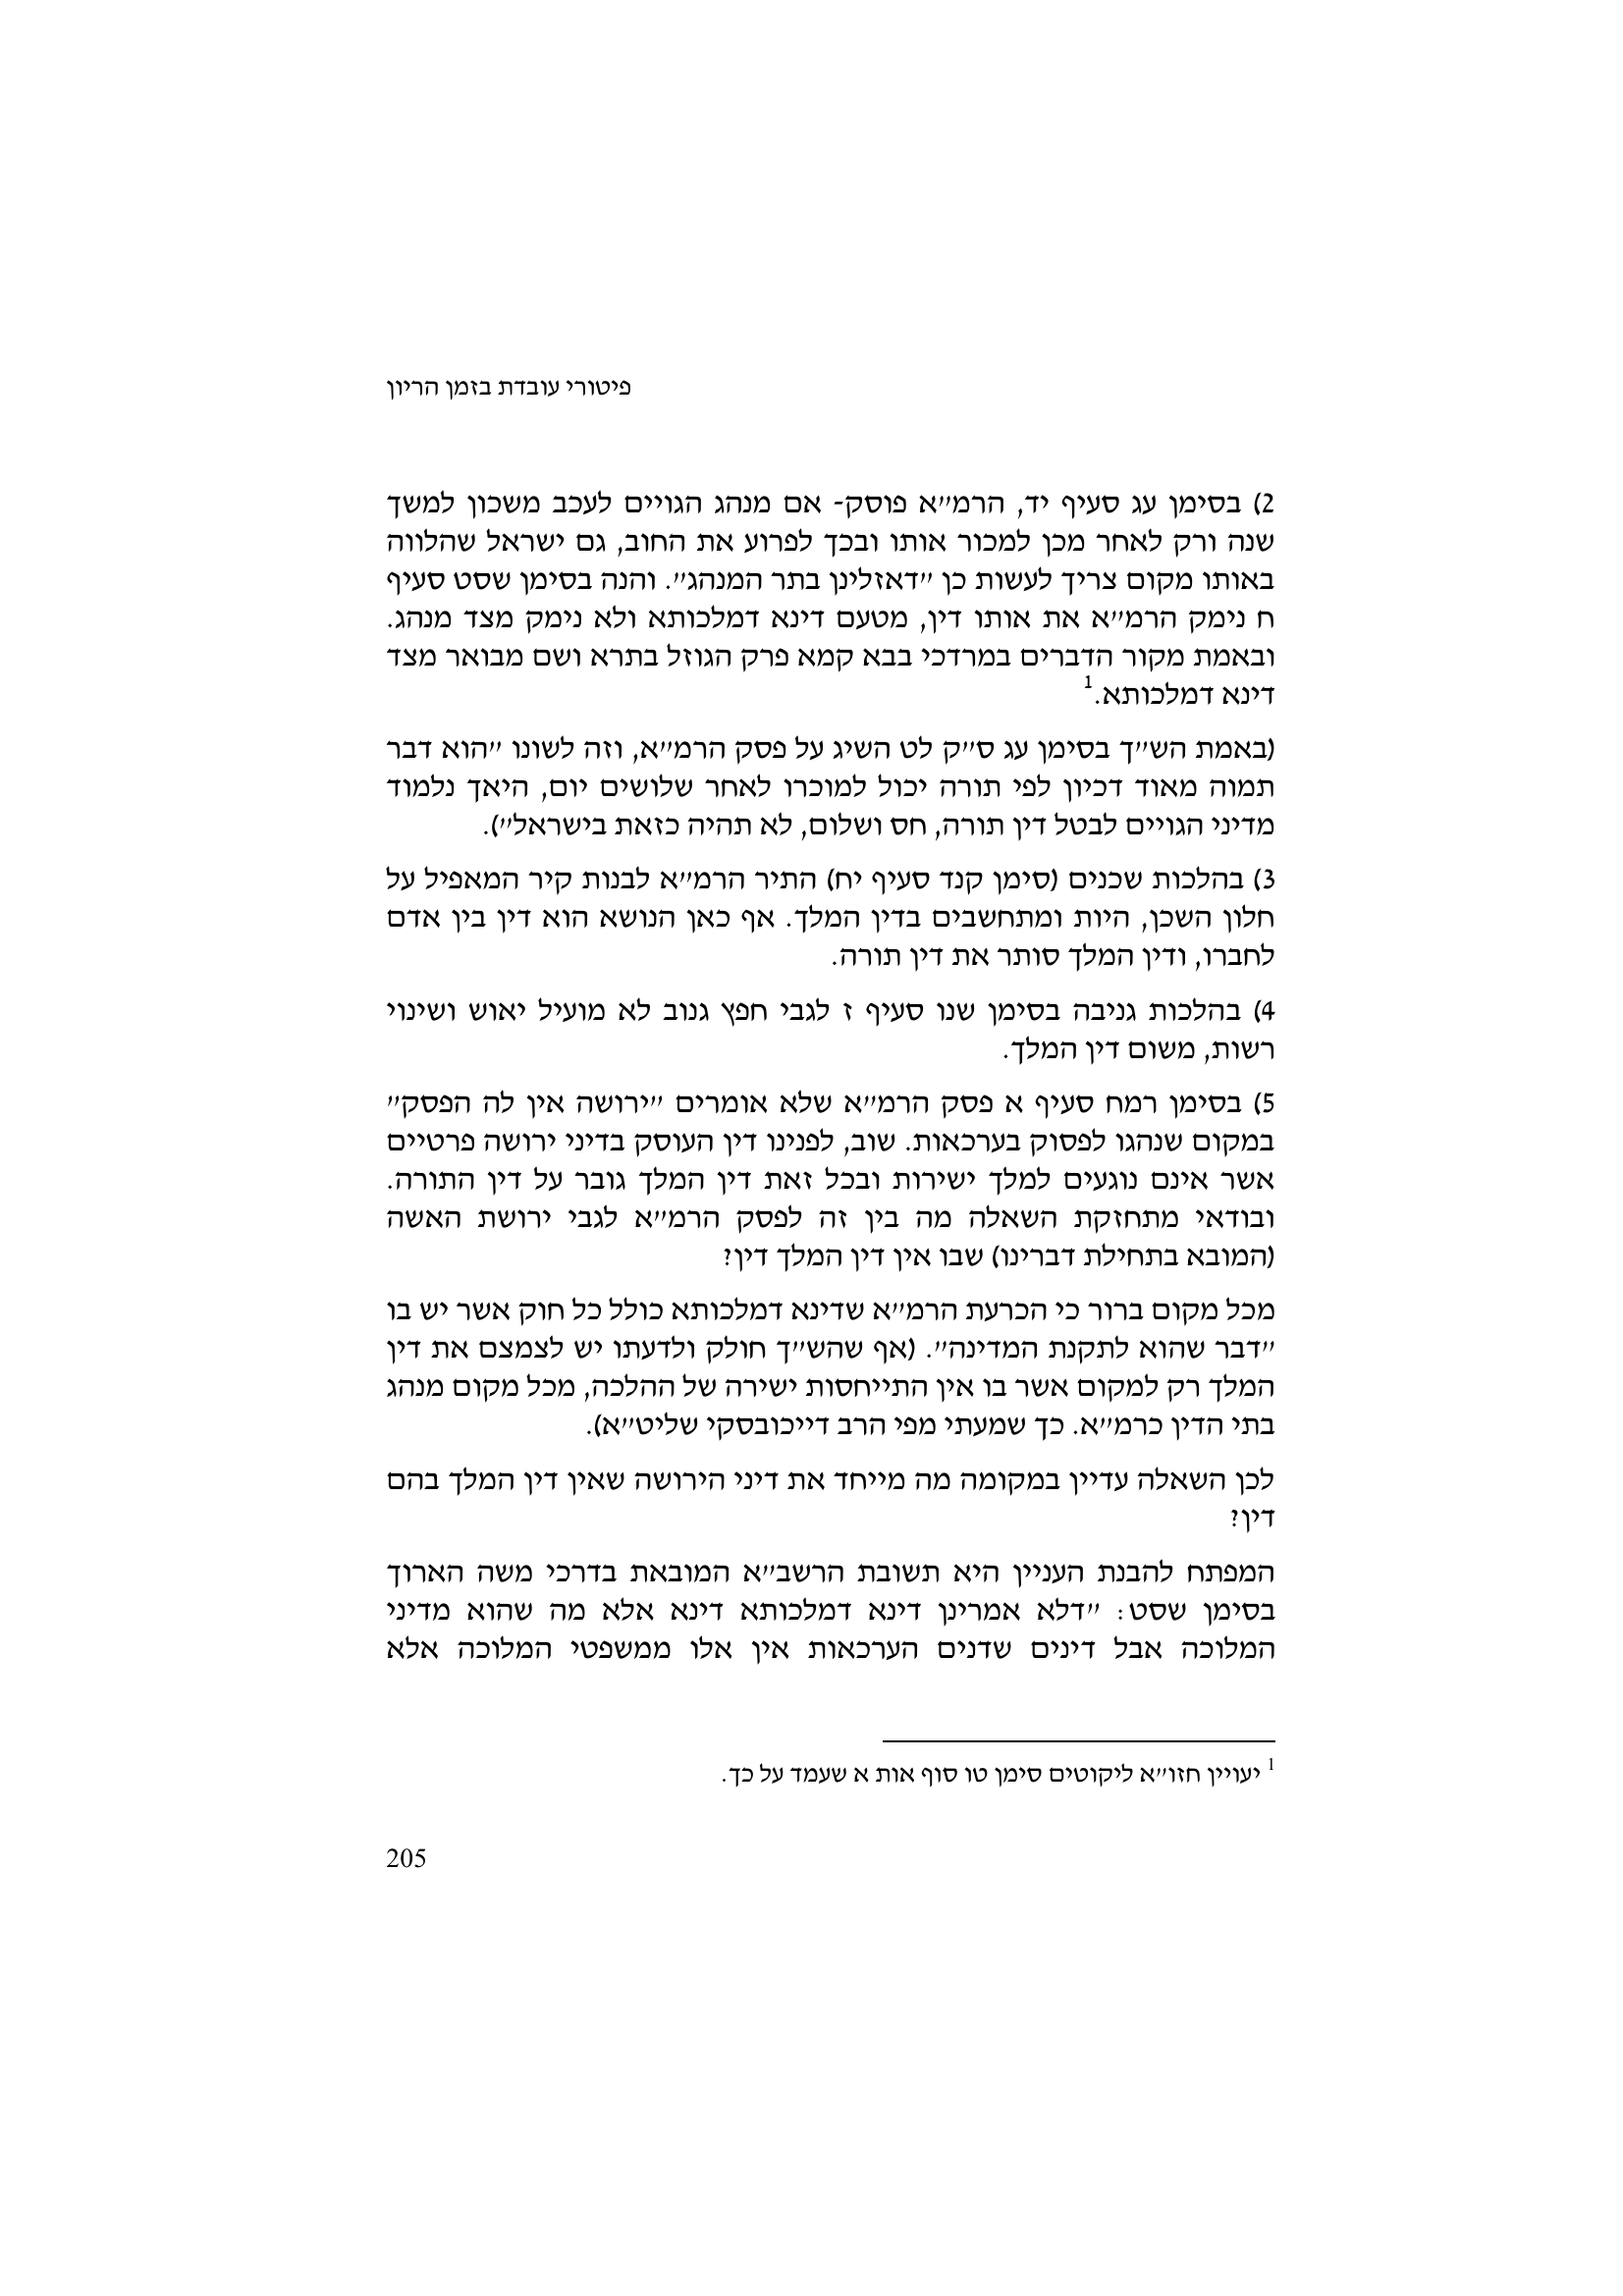 פיטורי עובדת בזמן הריון
2) בסימן עג סעיף יד, הרמ״א פוסק- אם מנהג הגויים לעכב משכון למשך
שנה ורק לאחר מכן למכור אותו ובכך לפרוע את החוב, גם ישראל שהלווה
באותו מקום צריך לעשות כן ״דאזלינן בתר המנהג״. והנה בסימן שסט סעיף
ח נימק הרמ״א את אותו דין, מטעם דינא דמלכותא ולא נימק מצד מנהג.
ובאמת מקור הדברים במרדכי בבא קמא פרק הגוזל בתרא ושם מבואר מצד
דינא דמלכותא.1
(באמת הש״ך בסימן עג ס״ק לט השיג על פסק הרמ״א, וזה לשונו ״הוא דבר
תמוה מאוד דכיון לפי תורה יכול למוכרו לאחר שלושים יום, היאך נלמוד
מדיני הגויים לבטל דין תורה, חס ושלום, לא תהיה כזאת בישראל״).
3) בהלכות שכנים (סימן קנד סעיף יח) התיר הרמ״א לבנות קיר המאפיל על
חלון השכן, היות ומתחשבים בדין המלך. אף כאן הנושא הוא דין בין אדם
לחברו, ודין המלך סותר את דין תורה.
4) בהלכות גניבה בסימן שנו סעיף ז לגבי חפץ גנוב לא מועיל יאוש ושינוי
רשות, משום דין המלך.
5) בסימן רמח סעיף א פסק הרמ״א שלא אומרים ״ירושה אין לה הפסק״
במקום שנהגו לפסוק בערכאות. שוב, לפנינו דין העוסק בדיני ירושה פרטיים
אשר אינם נוגעים למלך ישירות ובכל זאת דין המלך גובר על דין התורה.
ובודאי מתחזקת השאלה מה בין זה לפסק הרמ״א לגבי ירושת האשה
(המובא בתחילת דברינו) שבו אין דין המלך דין?
מכל מקום ברור כי הכרעת הרמ״א שדינא דמלכותא כולל כל חוק אשר יש בו
״דבר שהוא לתקנת המדינה״. (אף שהש״ך חולק ולדעתו יש לצמצם את דין
המלך רק למקום אשר בו אין התייחסות ישירה של ההלכה, מכל מקום מנהג
בתי הדין כרמ״א. כך שמעתי מפי הרב דייכובסקי שליט״א).
לכן השאלה עדיין במקומה מה מייחד את דיני הירושה שאין דין המלך בהם
דין?
המפתח להבנת העניין היא תשובת הרשב״א המובאת בדרכי משה הארוך
בסימן שסט: ״דלא אמרינן דינא דמלכותא דינא אלא מה שהוא מדיני
המלוכה אבל דינים שדנים הערכאות אין אלו ממשפטי המלוכה אלא
1 יעויין חזו״א ליקוטים סימן טו סוף אות א שעמד על כך.
205